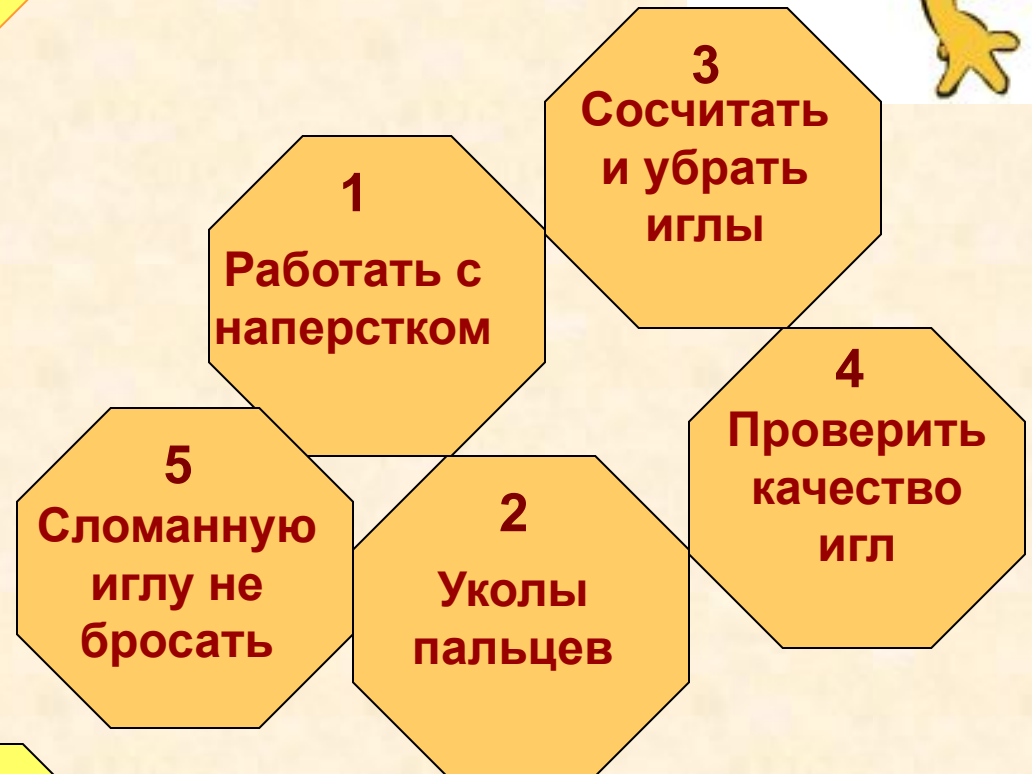 3
Сосчитать
и убрать
иглы
1
Работать с
наперстком
4
Проверить
качество
игл
5
Сломанную
иглу не
бросать
2
Уколы
пальцев